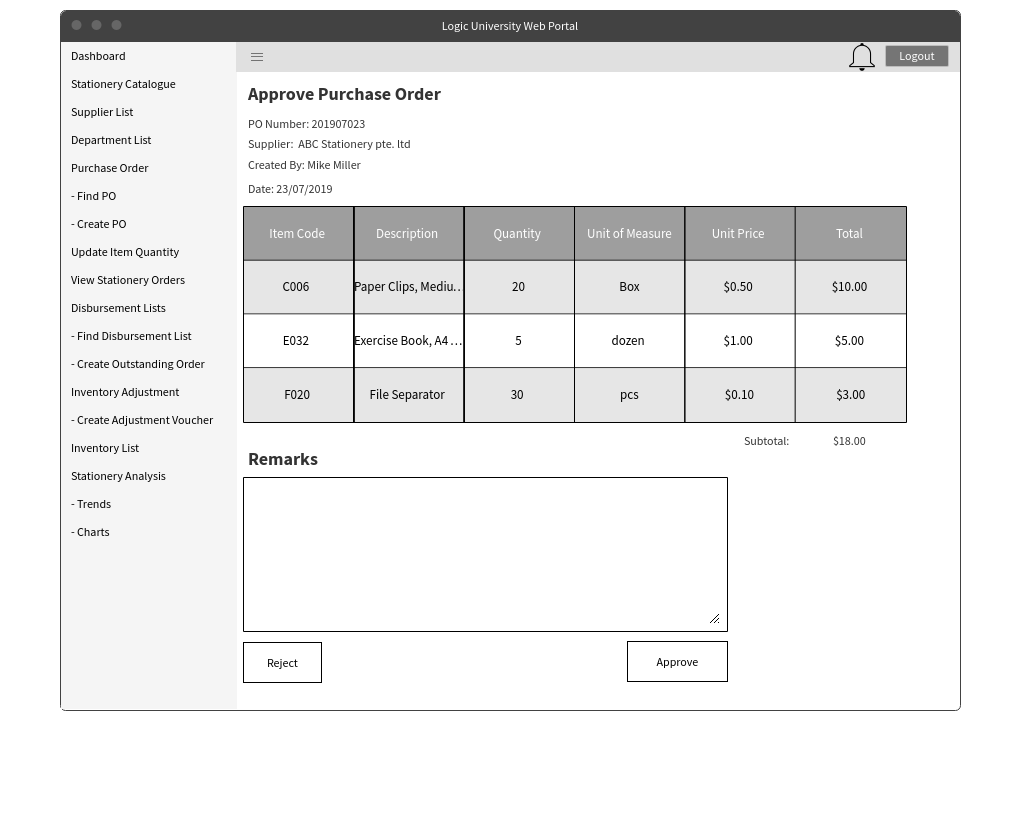 Logic University Web Portal
Dashboard
Stationery Catalogue
Supplier List
Department List
Purchase Order
- Find PO
- Create PO
Update Item Quantity
View Stationery Orders
Disbursement Lists
- Find Disbursement List
- Create Outstanding Order
Inventory Adjustment
- Create Adjustment Voucher
Inventory List
Stationery Analysis
- Trends
- Charts
Logout
Approve Purchase Order
PO Number: 201907023
Supplier: ABC Stationery pte. ltd
Created By: Mike Miller
Date: 23/07/2019
Item Code Description Quantity Unit of Measure Unit Price Total
C006 Paper Clips, Mediu... 20 Box $0.50 $10.00
E032 Exercise Book, A4 ... 5 dozen $1.00 $5.00
F020 File Separator 30 pcs $0.10 $3.00
Subtotal: $18.00
Remarks
Reject Approve